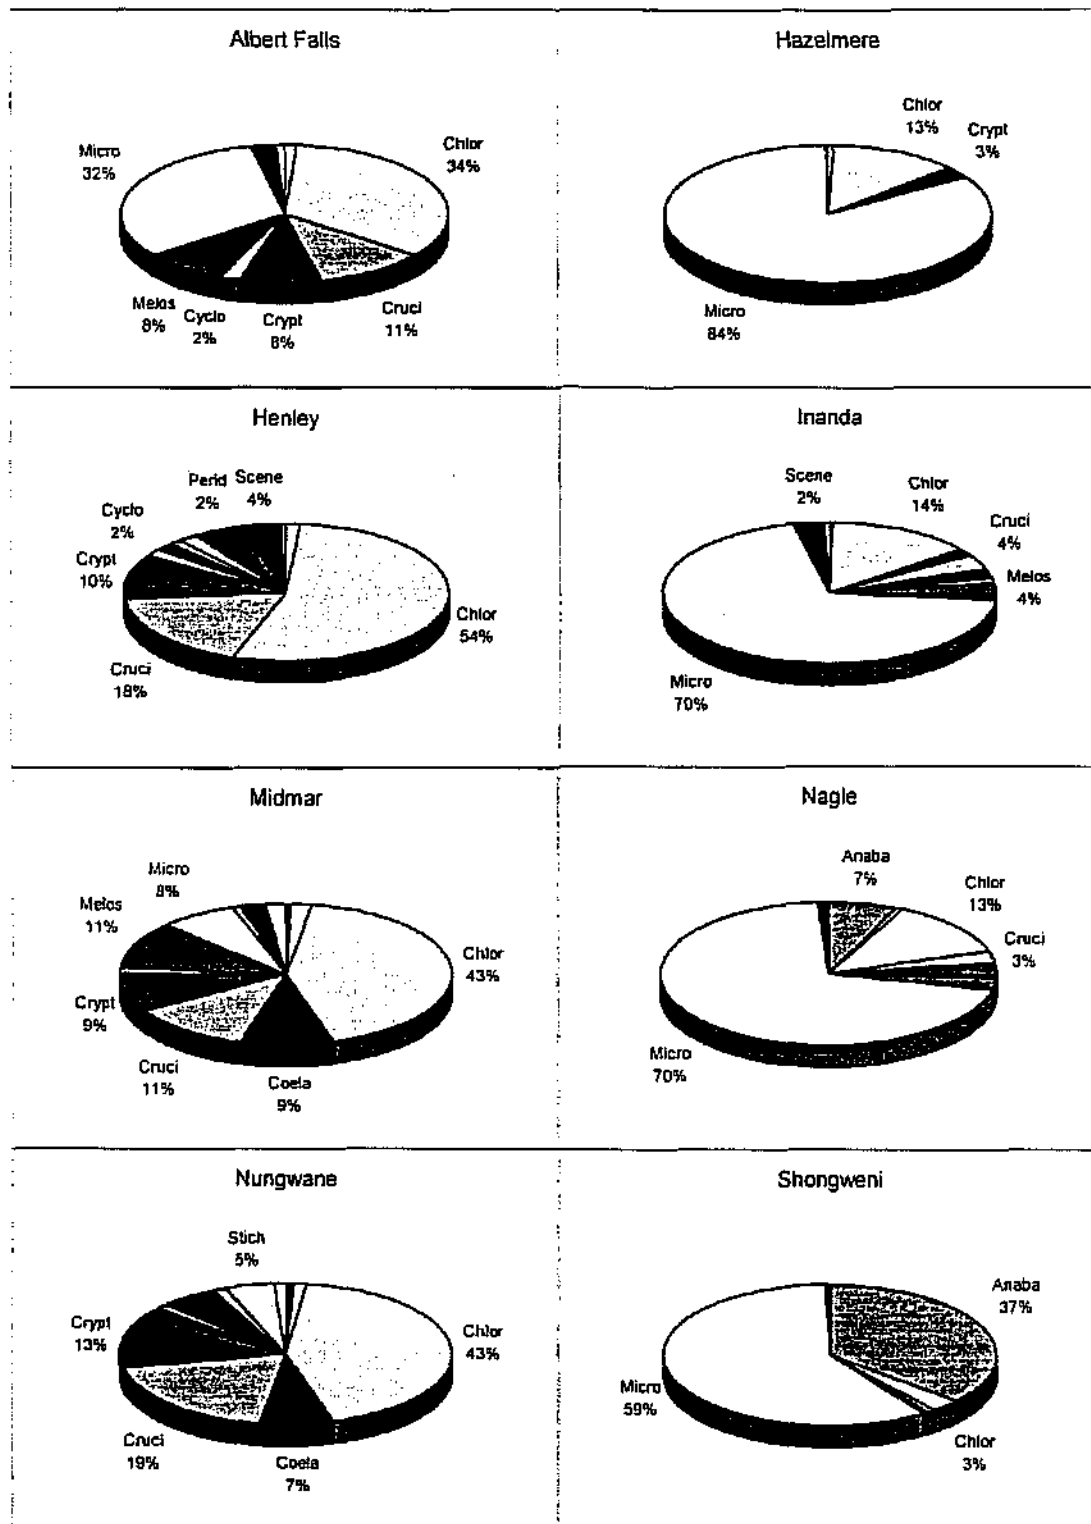 Albert Falls
Micro
32%
Chlor
34%
Melos
8%
Cyclo
2%
Crypt
8%
Cruci
11%
Hazelmere
Chlor
13%
Crypt
3%
Micro
84%
Henley
Perid
2%
Scene
4%
Cyclo
2%
Crypt
10%
Chlor
54%
Cruci
18%
Inanda
Scene
2%
Chlor
14%
Cruci
4%
Melos
4%
Micro
70%
Midmar
Micro
8%
Melos
11%
Chlor
43%
Crypt
9%
Cruci
11%
Coela
9%
Nagle
Anaba
7%
Chlor
13%
Cruci
3%
Micro
70%
Nungwane
Stich
5%
Crypt
13%
Chlor
43%
Cruci
19%
Coela
7%
Shongweni
Anaba
37%
Micro
59%
Chlor
3%